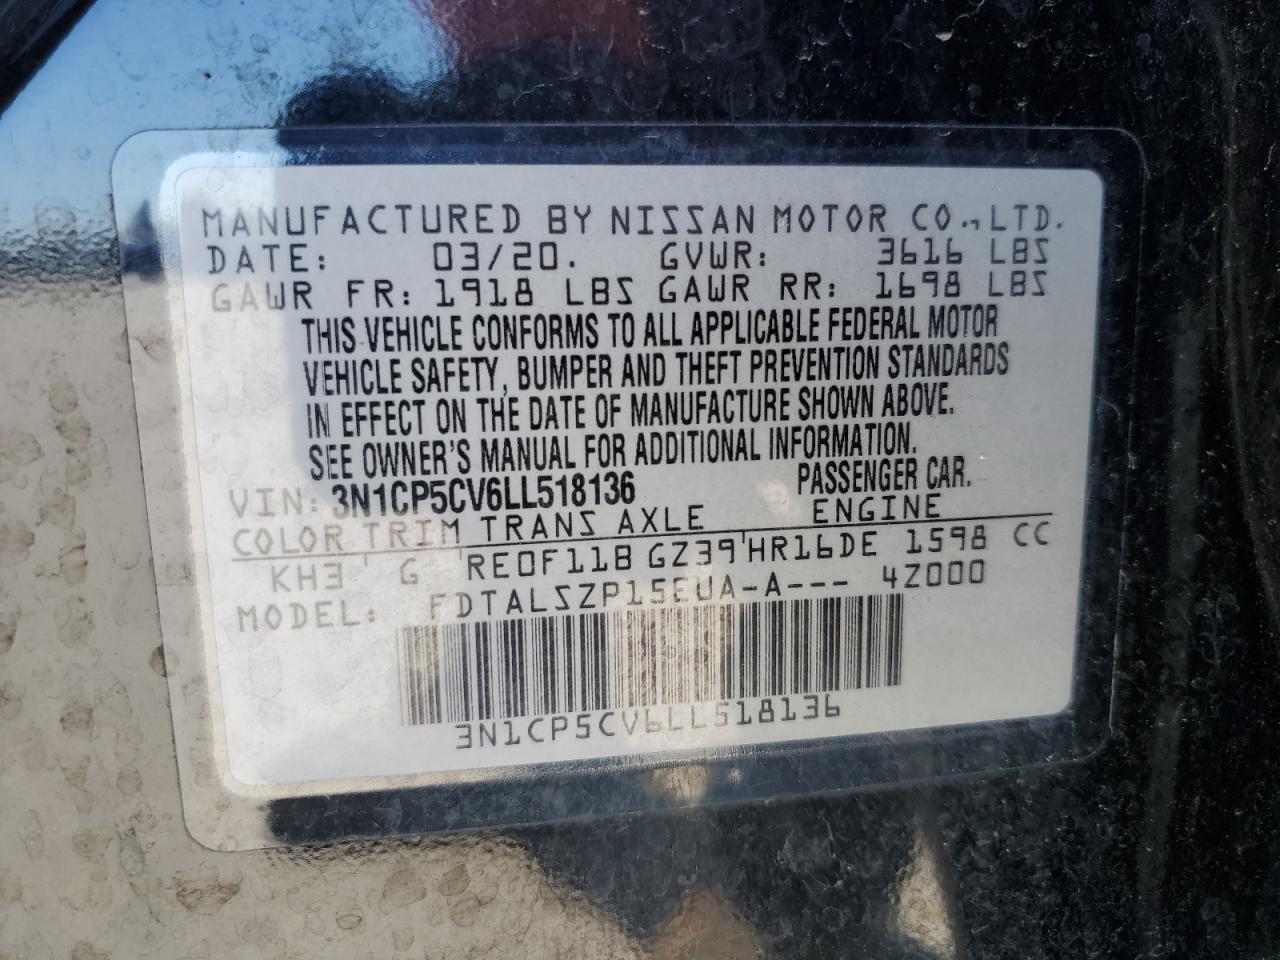 MANUFACTURED BY NISSAN MOTOR CO., LTD.
DATE: 03/20. GVWR: 3616 LBS
GAWR FR: 1918 LBS GAWR RR: 1698 LBS
THIS VEHICLE CONFORMS TO ALL APPLICABLE FEDERAL MOTOR
VEHICLE SAFETY, BUMPER AND THEFT PREVENTION STANDARDS
IN EFFECT ON THE DATE OF MANUFACTURE SHOWN ABOVE.
SEE OWNER'S MANUAL FOR ADDITIONAL INFORMATION.
VIN: 3N1CP5CV6LL518136 PASSENGER CAR.
COLOR TRIM TRANS AXLE ENGINE
KH3 G RE0F11B GZ39 HR16DE 1598 CC
MODEL: FDTALSZP15EUA-A--- 4Z000
3N1CP5CV6LL518136